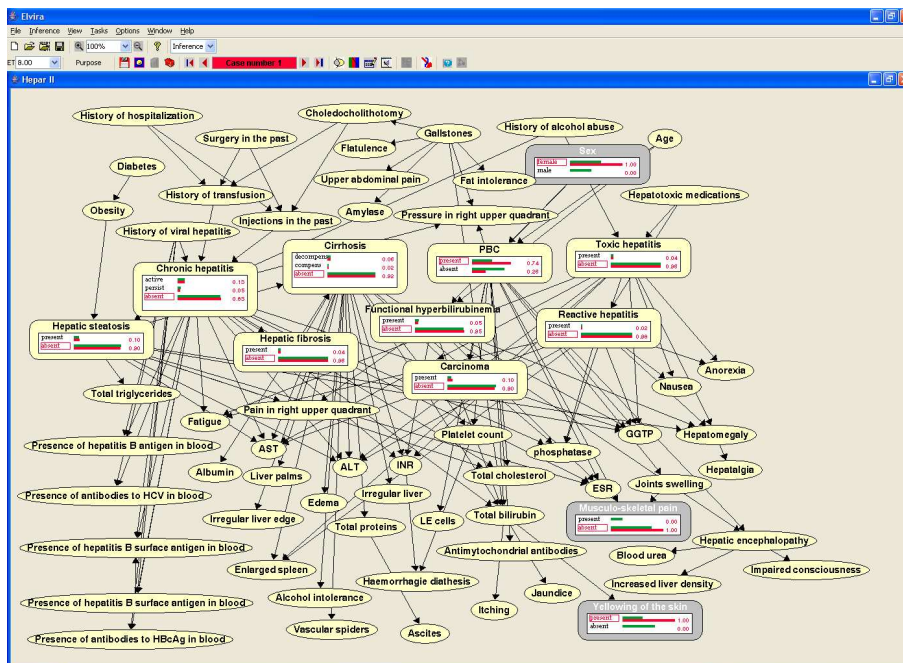 Elvira
File Inference View Tasks Options Window Help
100% Inference
ET 8.00 Purpose Case number 1
Hepar II
History of hospitalization
Choledocholithotomy
Surgery in the past
Gallstones
History of alcohol abuse
Age
Flatulence
Sex
female 1.00
male 0.00
Diabetes
Upper abdominal pain
Fat intolerance
History of transfusion
Hepatotoxic medications
Obesity
Injections in the past
Amylase
Pressure in right upper quadrant
History of viral hepatitis
Cirrhosis
decompens 0.06
compens 0.02
absent 0.92
PBC
present 0.74
absent 0.26
Toxic hepatitis
present 0.04
absent 0.96
Chronic hepatitis
active 0.13
persist 0.05
absent 0.83
Functional hyperbilirubinemia
present 0.05
absent 0.95
Reactive hepatitis
present 0.02
absent 0.98
Hepatic steatosis
present 0.10
absent 0.90
Hepatic fibrosis
present 0.04
absent 0.96
Carcinoma
present 0.10
absent 0.90
Anorexia
Nausea
Total triglycerides
Fatigue
Pain in right upper quadrant
Platelet count
GGTP
Hepatomegaly
Presence of hepatitis B antigen in blood
AST
phosphatase
Albumin
Liver palms
ALT
INR
Total cholesterol
Hepatalgia
Presence of antibodies to HCV in blood
Edema
Irregular liver
ESR
Joints swelling
Irregular liver edge
Total proteins
LE cells
Total bilirubin
Musculo-skeletal pain
present 0.00
absent 1.00
Presence of hepatitis B surface antigen in blood
Antimytochondrial antibodies
Hepatic encephalopathy
Blood urea
Enlarged spleen
Haemorrhagie diathesis
Impaired consciousness
Presence of hepatitis B surface antigen in blood
Alcohol intolerance
Itching
Jaundice
Increased liver density
Yellowing of the skin
present 1.00
absent 0.00
Vascular spiders
Ascites
Presence of antibodies to HBcAg in blood